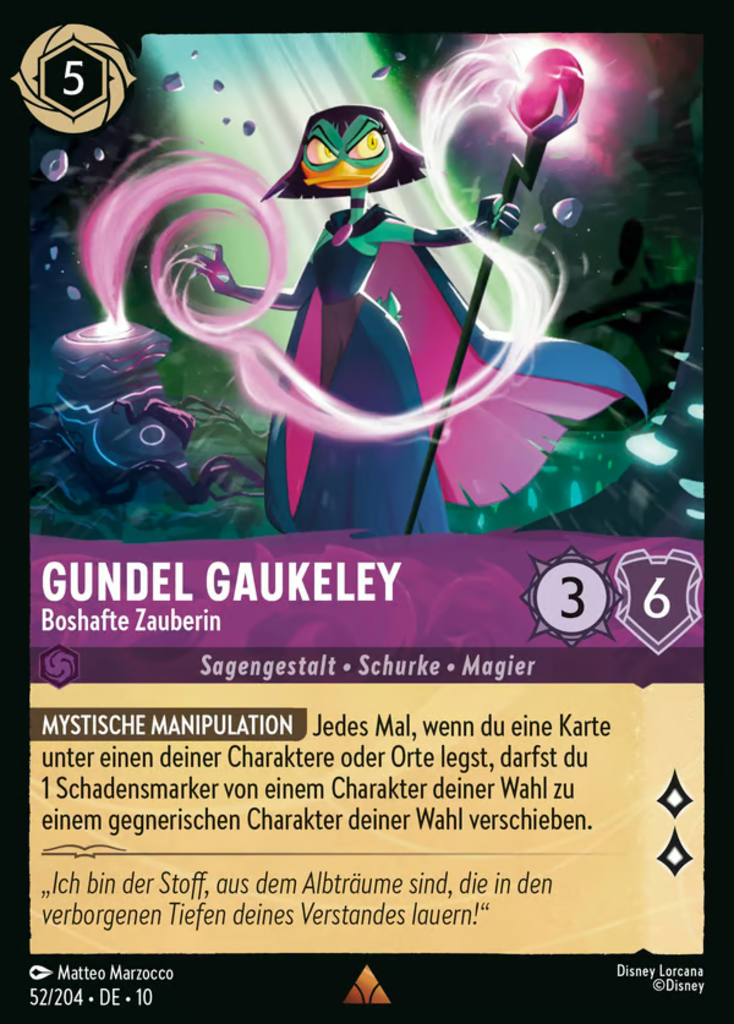 5
GUNDEL GAUKELEY
Boshafte Zauberin
3
6
Sagengestalt • Schurke • Magier
MYSTISCHE MANIPULATION Jedes Mal, wenn du eine Karte
unter einen deiner Charaktere oder Orte legst, darfst du
1 Schadensmarker von einem Charakter deiner Wahl zu
einem gegnerischen Charakter deiner Wahl verschieben.
„Ich bin der Stoff, aus dem Albträume sind, die in den
verborgenen Tiefen deines Verstandes lauern!“
Matteo Marzocco
52/204 • DE • 10
Disney Lorcana
©Disney